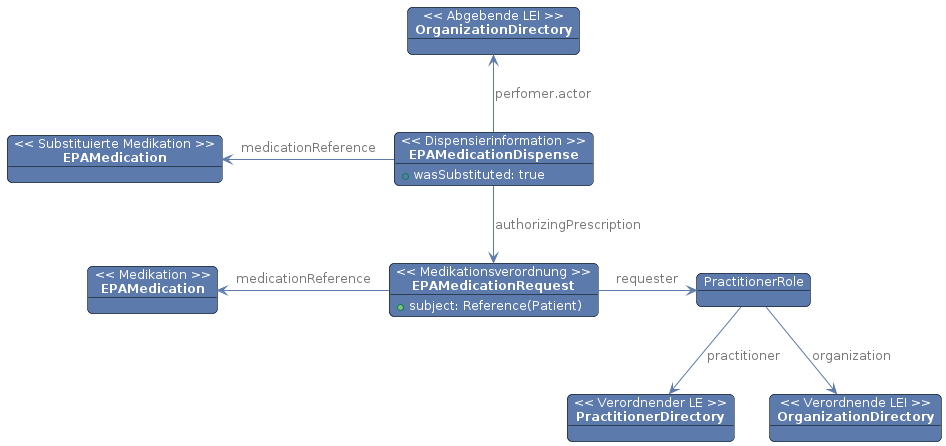 << Abgebende LEI >>
OrganizationDirectory
perfomer.actor
<< Substituierte Medikation >>
EPAMedication
medicationReference
<< Dispensierinformation >>
EPAMedicationDispense
wasSubstituted: true
authorizingPrescription
<< Medikation >>
EPAMedication
medicationReference
<< Medikationsverordnung >>
EPAMedicationRequest
subject: Reference(Patient)
requester
PractitionerRole
practitioner
organization
<< Verordnender LE >>
PractitionerDirectory
<< Verordnende LEI >>
OrganizationDirectory